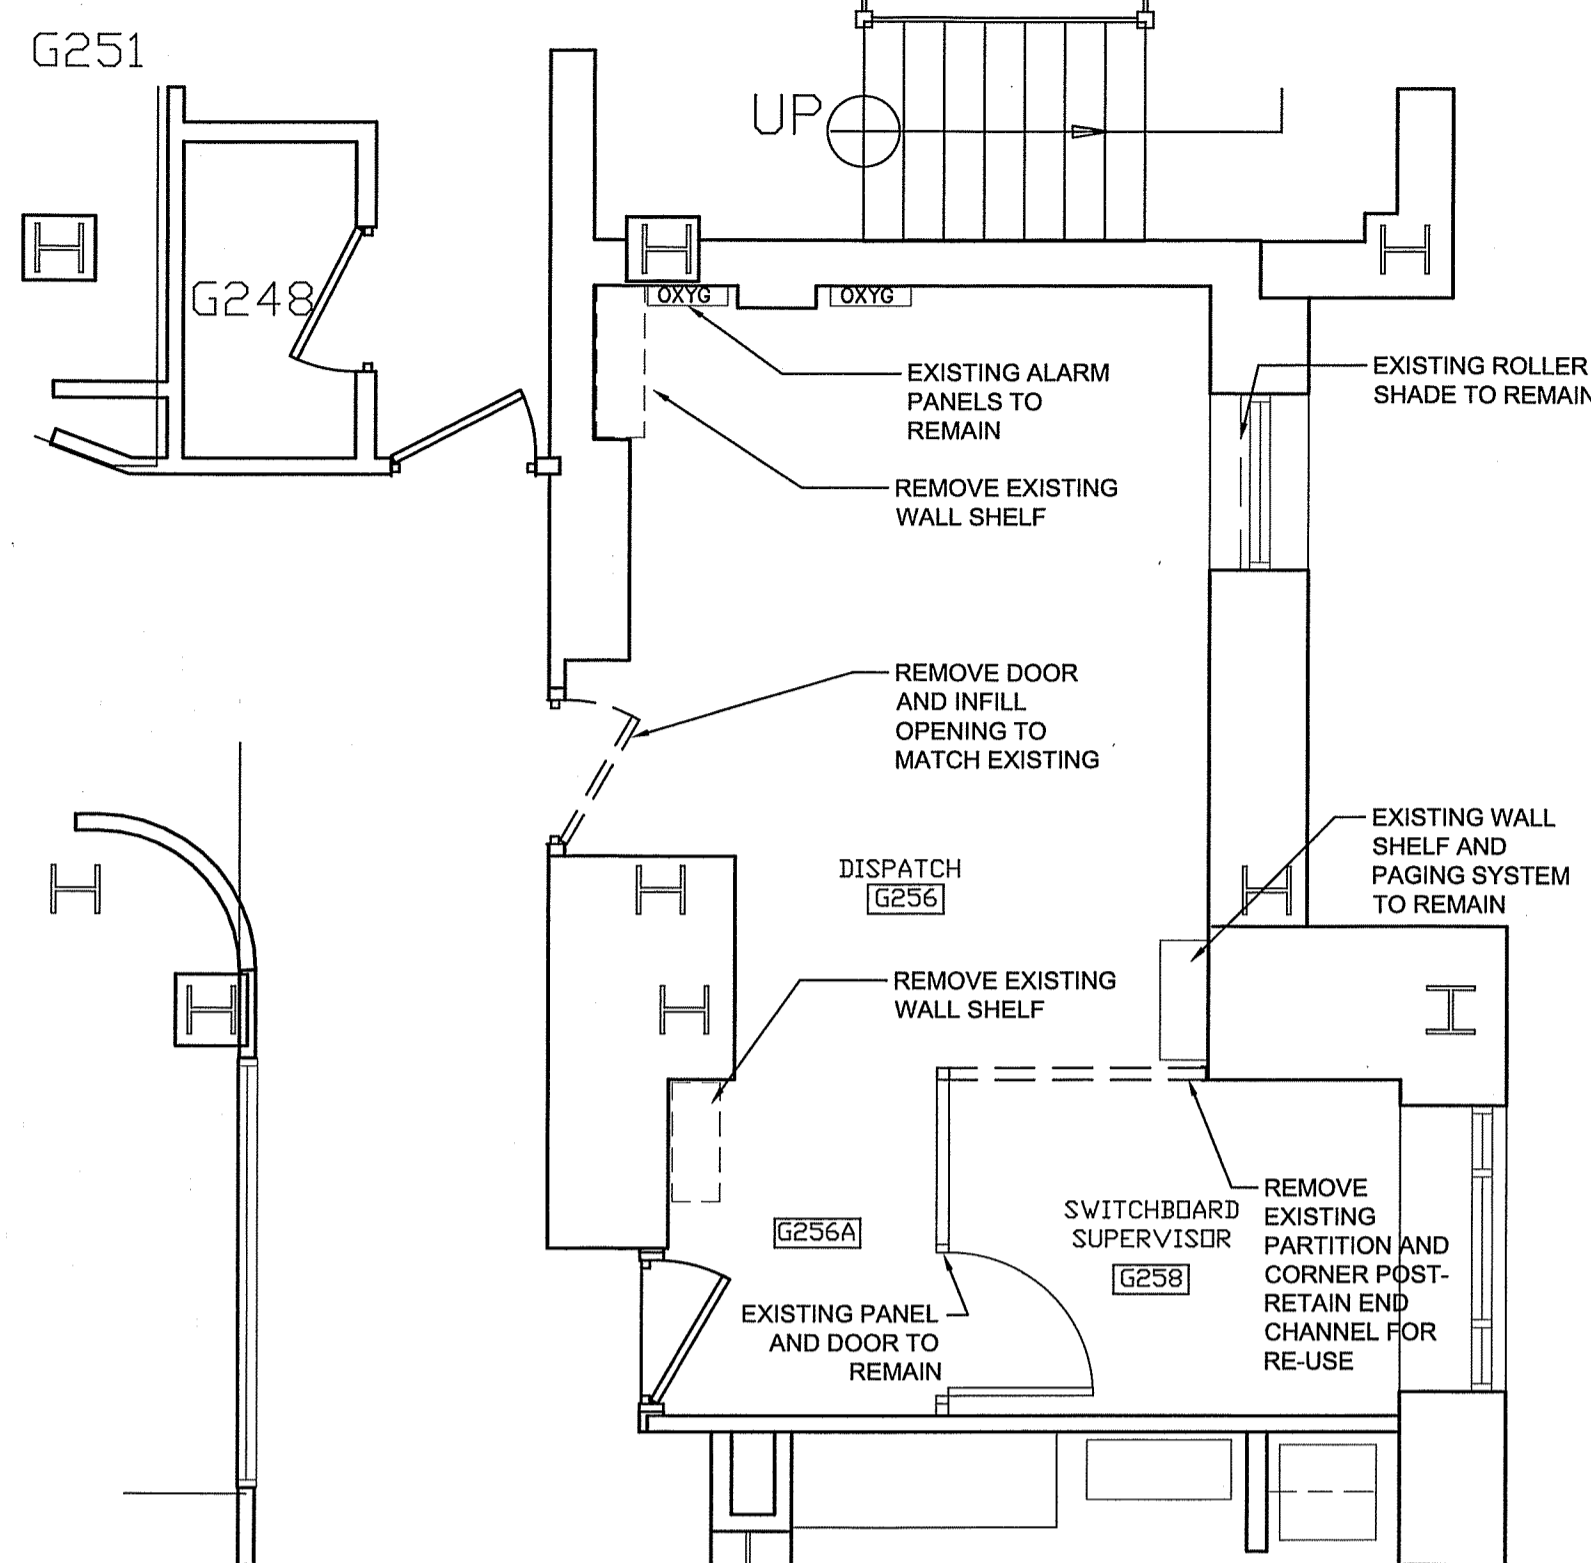 G251
UP
G248
OXYG
OXYG
EXISTING ALARM
PANELS TO
REMAIN
EXISTING ROLLER
SHADE TO REMAIN
REMOVE EXISTING
WALL SHELF
REMOVE DOOR
AND INFILL
OPENING TO
MATCH EXISTING
DISPATCH
G256
EXISTING WALL
SHELF AND
PAGING SYSTEM
TO REMAIN
REMOVE EXISTING
WALL SHELF
G256A
SWITCHBOARD
SUPERVISOR
G258
REMOVE
EXISTING
PARTITION AND
CORNER POST-
RETAIN END
CHANNEL FOR
RE-USE
EXISTING PANEL
AND DOOR TO
REMAIN